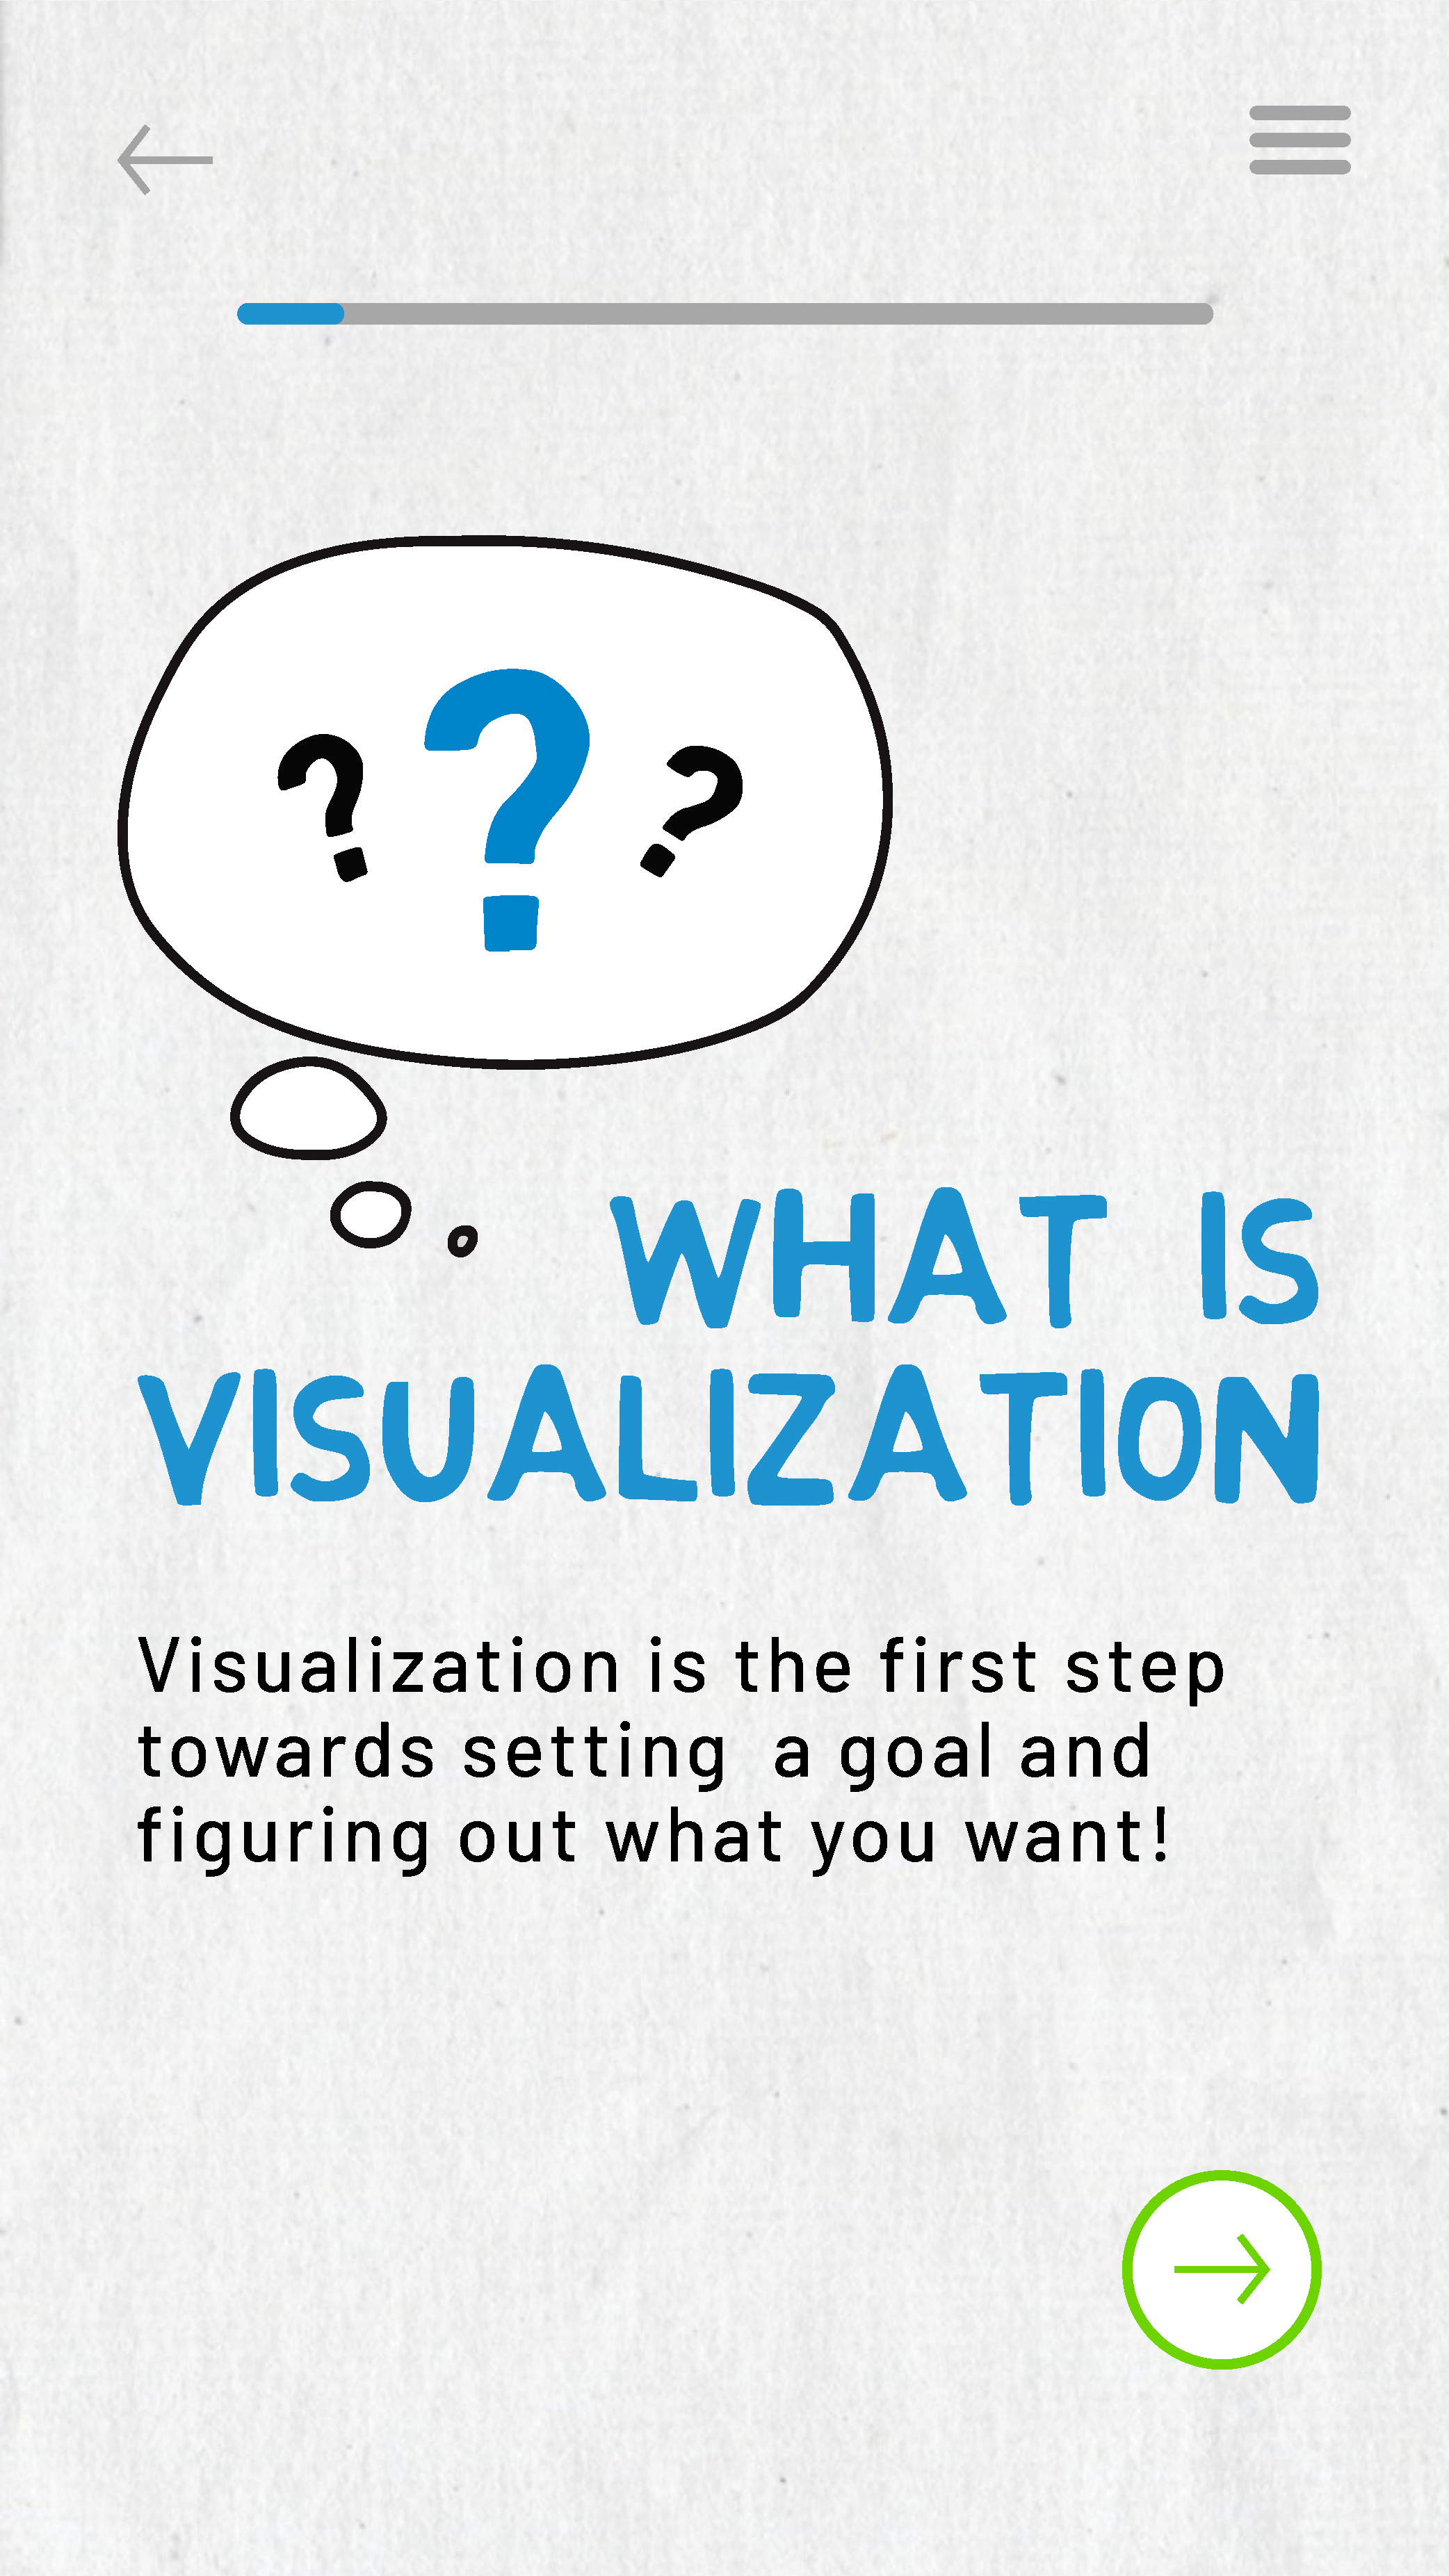 ? ? ?
WHAT IS
VISUALIZATION
Visualization is the first step
towards setting  a goal and
figuring out what you want!